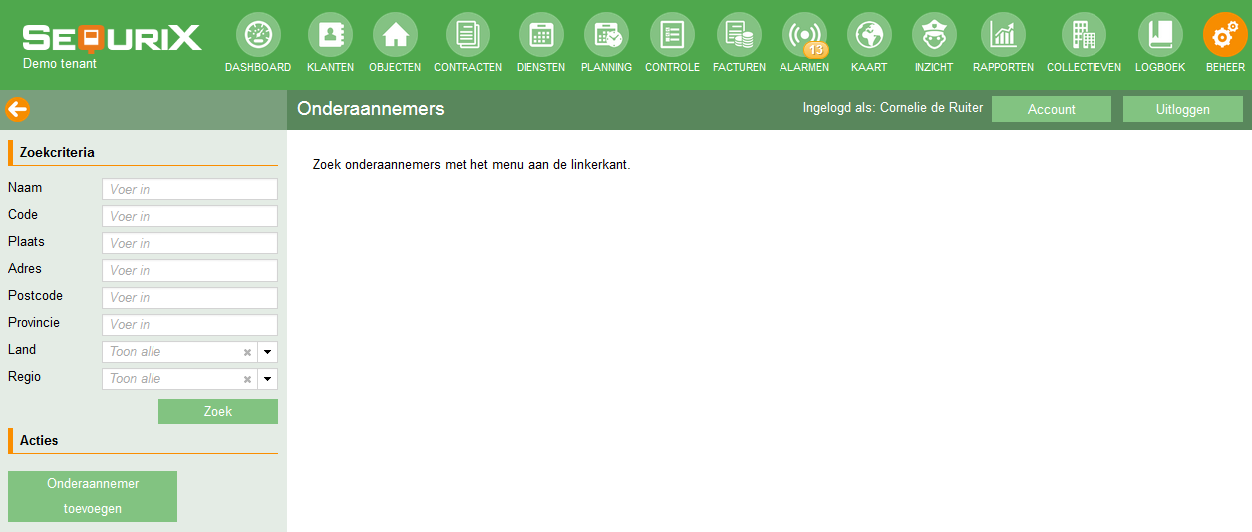 SEQURIX
Demo tenant
DASHBOARD
KLANTEN
OBJECTEN
CONTRACTEN
DIENSTEN
PLANNING
CONTROLE
FACTUREN
13
ALARMEN
KAART
INZICHT
RAPPORTEN
COLLECTIEVEN
LOGBOEK
BEHEER
Onderaannemers
Ingelogd als: Cornelie de Ruiter
Account
Uitloggen
Zoekcriteria
Naam Voer in
Code Voer in
Plaats Voer in
Adres Voer in
Postcode Voer in
Provincie Voer in
Land Toon alle
Regio Toon alle
Zoek
Acties
Onderaannemer
toevoegen
Zoek onderaannemers met het menu aan de linkerkant.